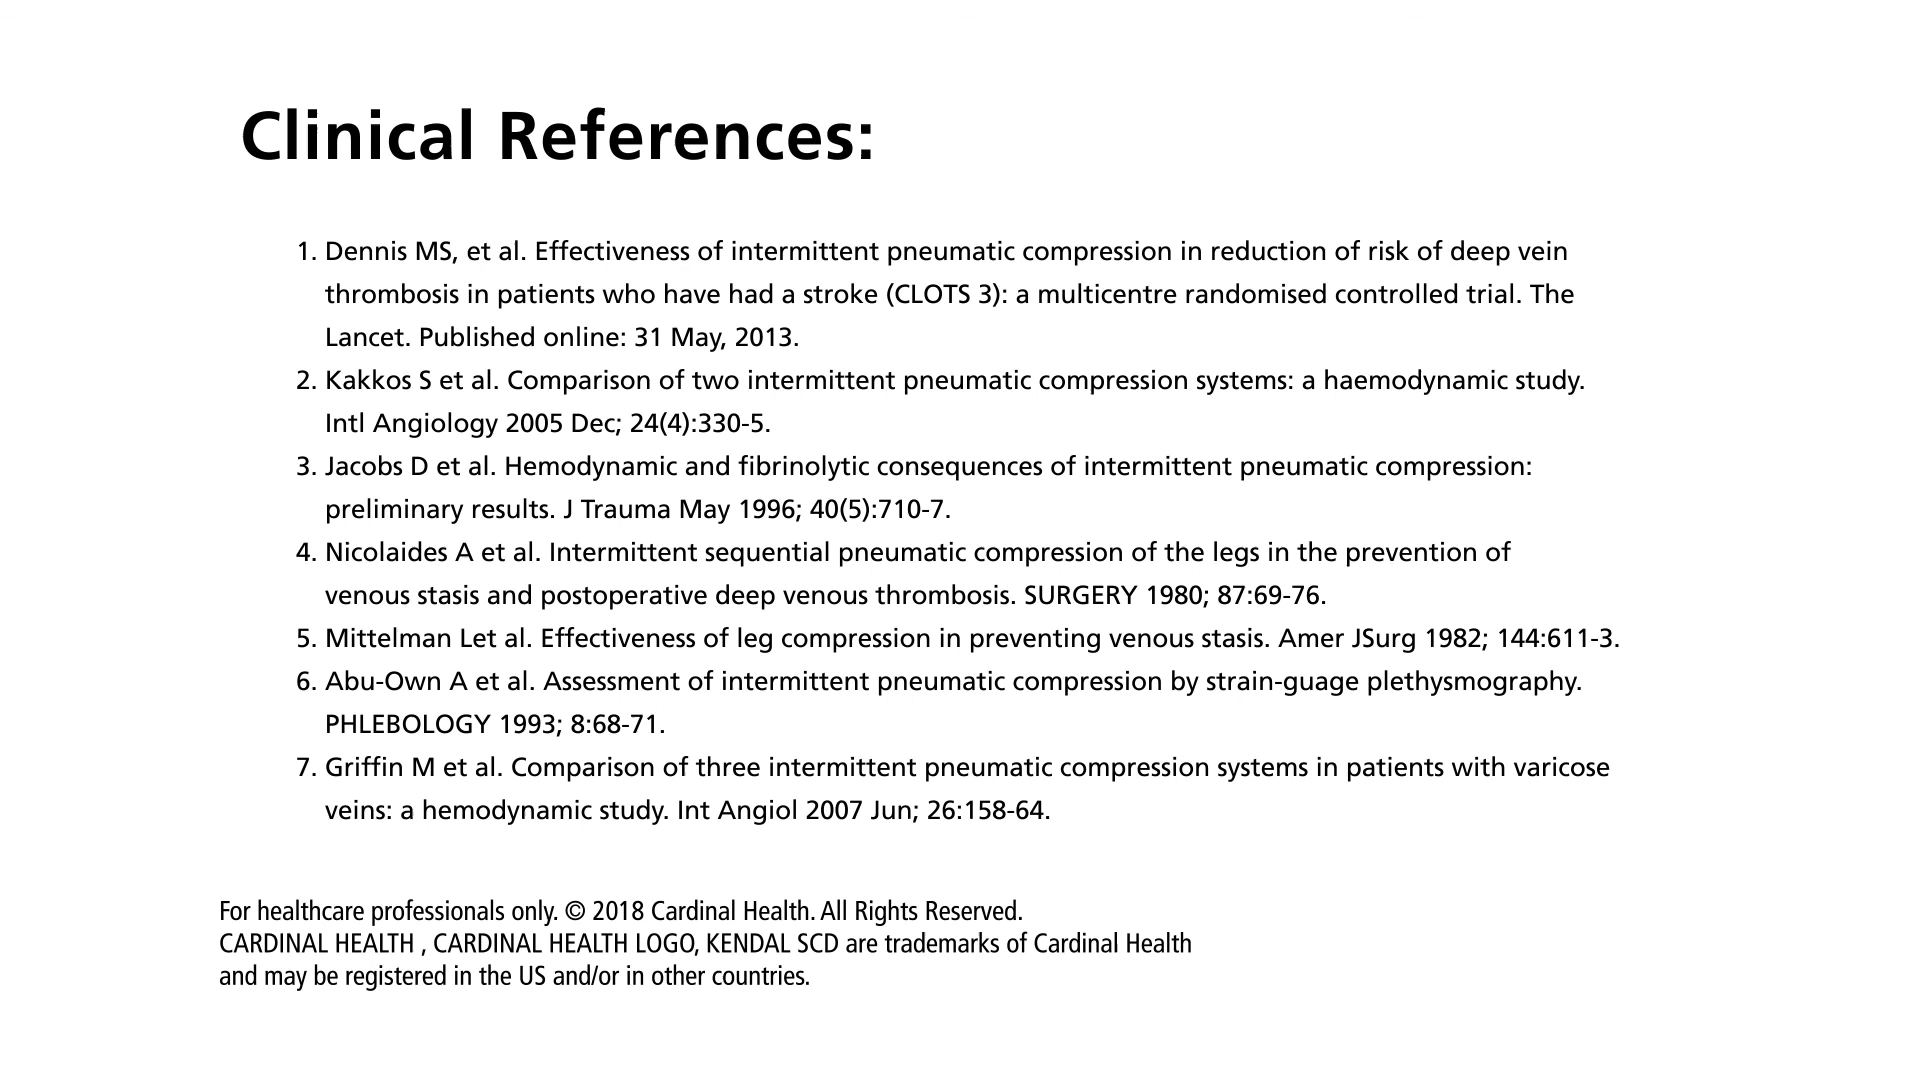 Clinical References:
1. Dennis MS, et al. Effectiveness of intermittent pneumatic compression in reduction of risk of deep vein
thrombosis in patients who have had a stroke (CLOTS 3): a multicentre randomised controlled trial. The
Lancet. Published online: 31 May, 2013.
2. Kakkos S et al. Comparison of two intermittent pneumatic compression systems: a haemodynamic study.
Intl Angiology 2005 Dec; 24(4):330-5.
3. Jacobs D et al. Hemodynamic and fibrinolytic consequences of intermittent pneumatic compression:
preliminary results. J Trauma May 1996; 40(5):710-7.
4. Nicolaides A et al. Intermittent sequential pneumatic compression of the legs in the prevention of
venous stasis and postoperative deep venous thrombosis. SURGERY 1980; 87:69-76.
5. Mittelman Let al. Effectiveness of leg compression in preventing venous stasis. Amer JSurg 1982; 144:611-3.
6. Abu-Own A et al. Assessment of intermittent pneumatic compression by strain-guage plethysmography.
PHLEBOLOGY 1993; 8:68-71.
7. Griffin M et al. Comparison of three intermittent pneumatic compression systems in patients with varicose
veins: a hemodynamic study. Int Angiol 2007 Jun; 26:158-64.
For healthcare professionals only. © 2018 Cardinal Health. All Rights Reserved.
CARDINAL HEALTH , CARDINAL HEALTH LOGO, KENDAL SCD are trademarks of Cardinal Health
and may be registered in the US and/or in other countries.